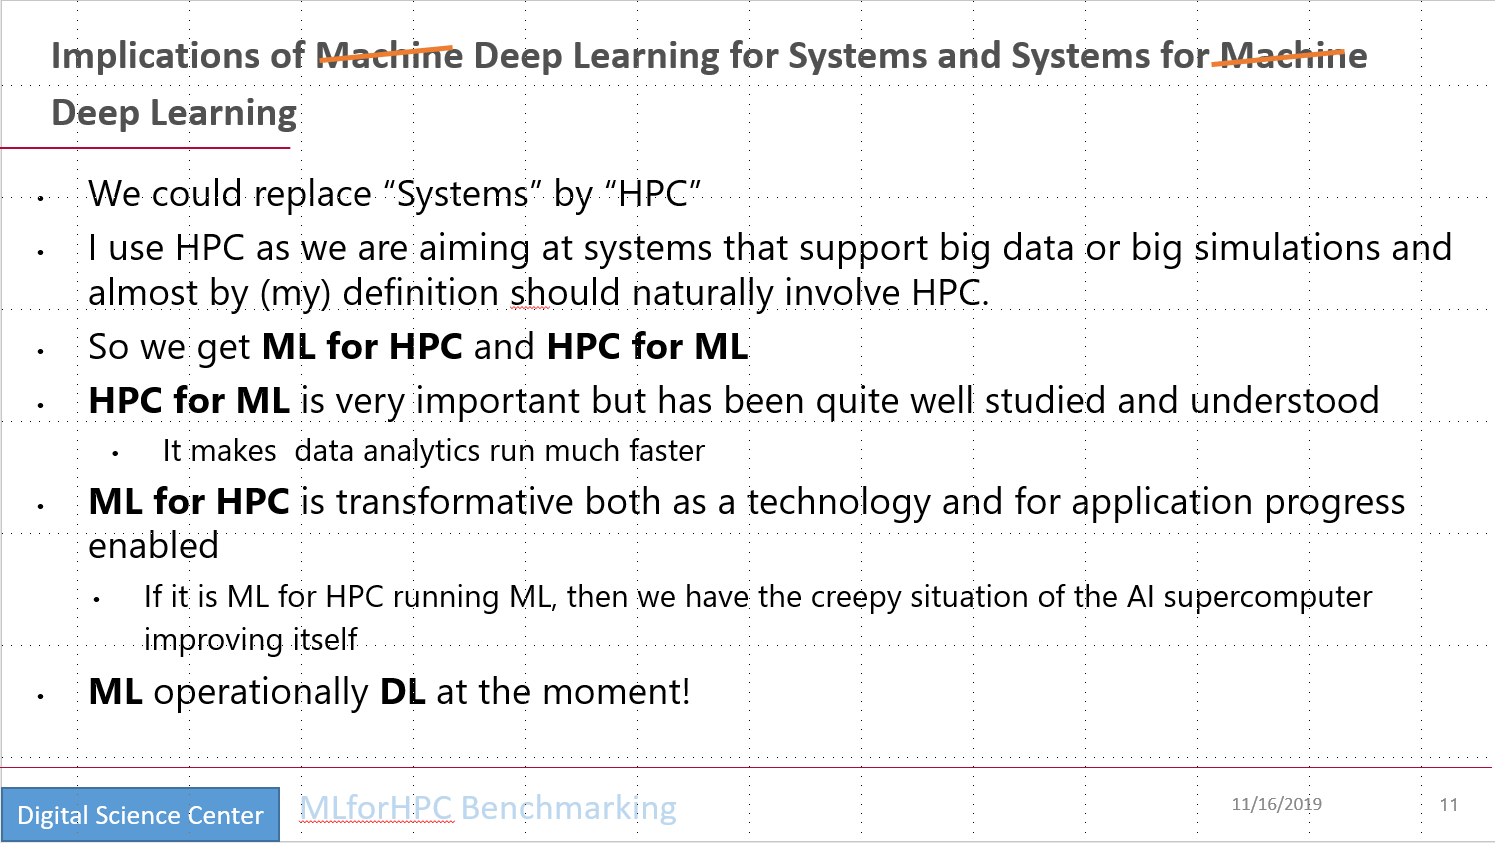 Implications of Machine Deep Learning for Systems and Systems for Machine
Deep Learning
• We could replace “Systems” by “HPC”
• I use HPC as we are aiming at systems that support big data or big simulations and
almost by (my) definition should naturally involve HPC.
• So we get ML for HPC and HPC for ML
• HPC for ML is very important but has been quite well studied and understood
• It makes  data analytics run much faster
• ML for HPC is transformative both as a technology and for application progress
enabled
• If it is ML for HPC running ML, then we have the creepy situation of the AI supercomputer
improving itself
• ML operationally DL at the moment!
Digital Science Center
MLforHPC Benchmarking
11/16/2019
11